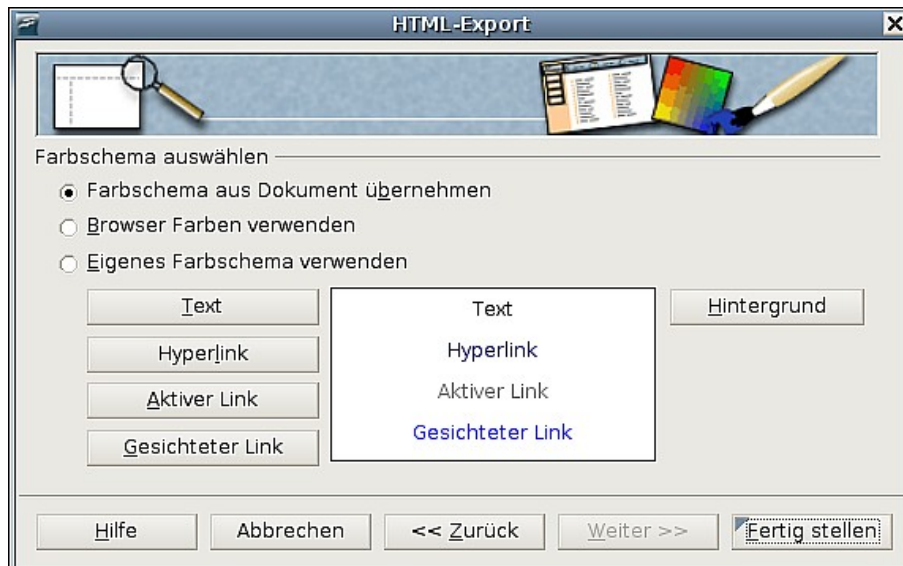 HTML-Export
Farbschema auswählen
Farbschema aus Dokument übernehmen
Browser Farben verwenden
Eigenes Farbschema verwenden
Text
Hyperlink
Aktiver Link
Gesichteter Link
Text
Hyperlink
Aktiver Link
Gesichteter Link
Hintergrund
Hilfe
Abbrechen
<< Zurück
Weiter >>
Fertig stellen